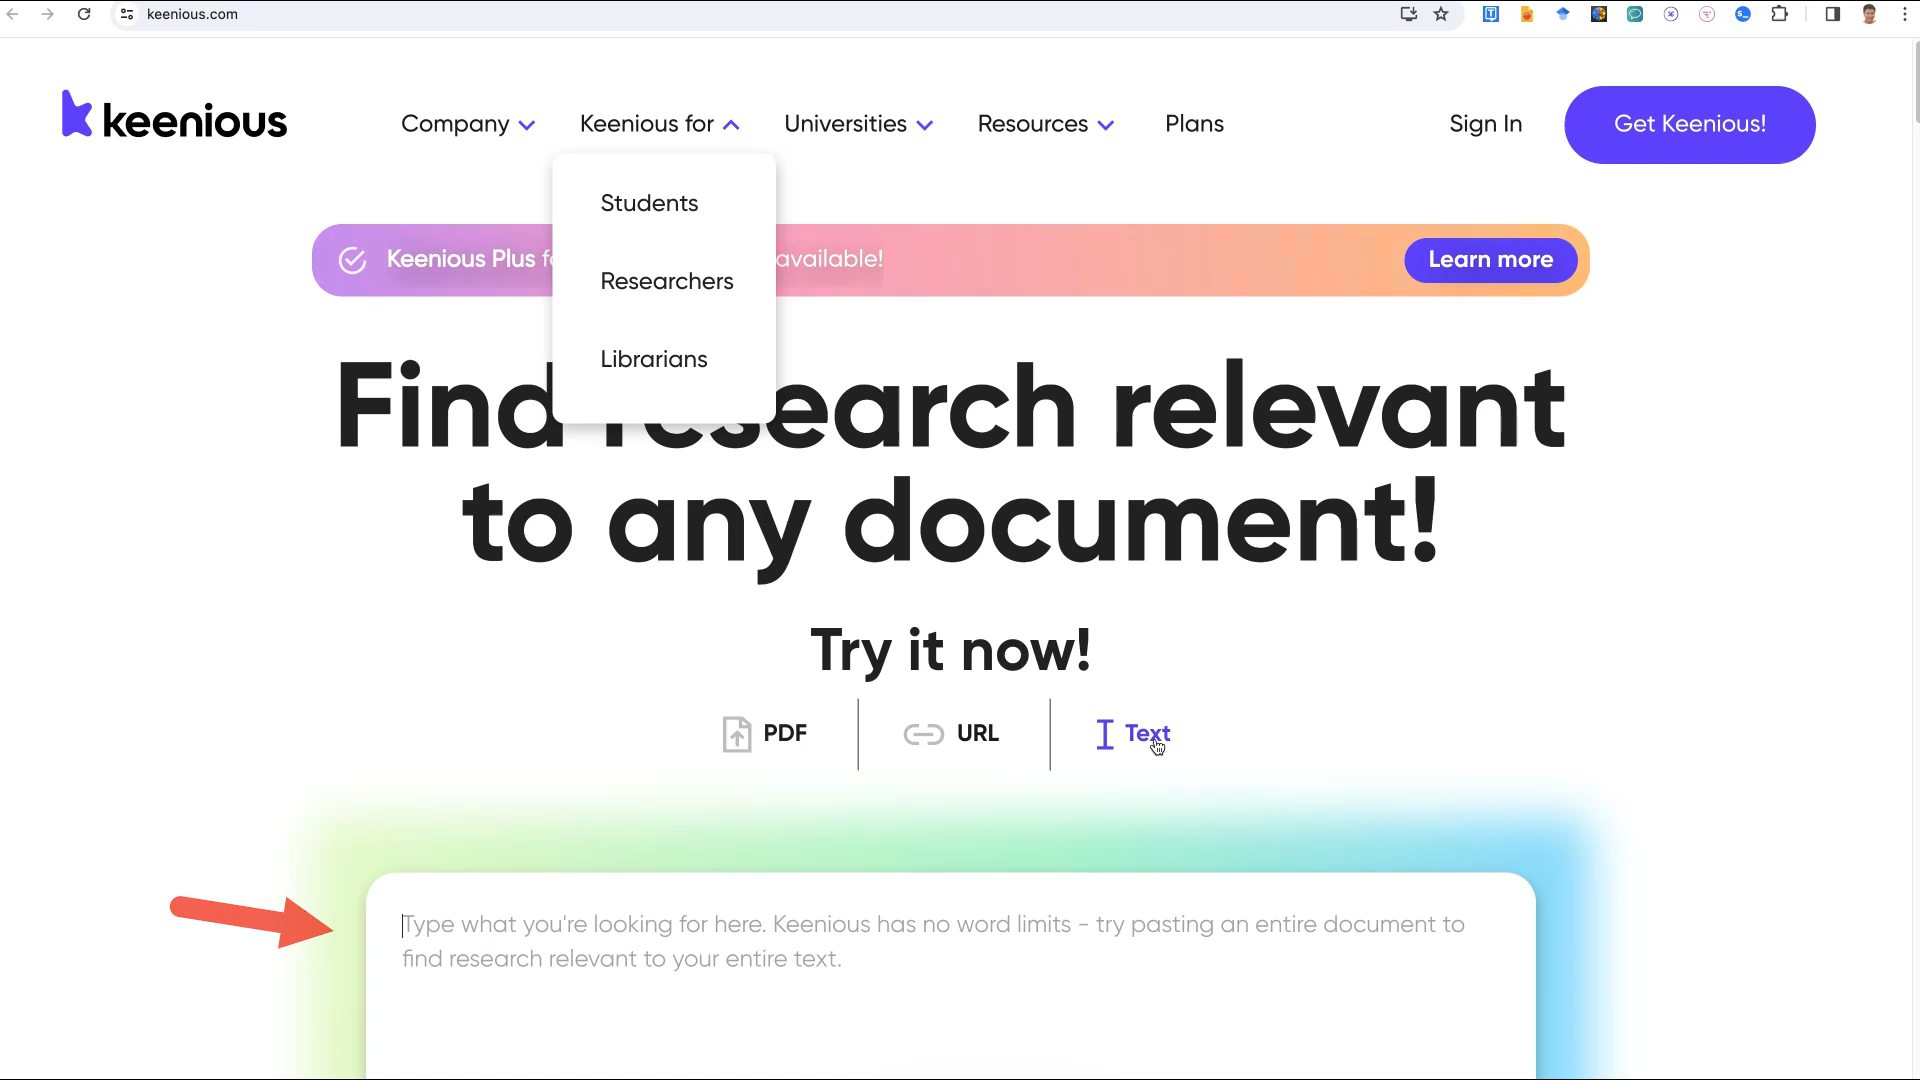 keenious.com
keenious
Company
Keenious for
Universities
Resources
Plans
Sign In
Get Keenious!
Students
Researchers
Librarians
Keenious Plus
available!
Learn more
Find research relevant
to any document!
Try it now!
PDF
URL
Text
Type what you're looking for here. Keenious has no word limits - try pasting an entire document to
find research relevant to your entire text.